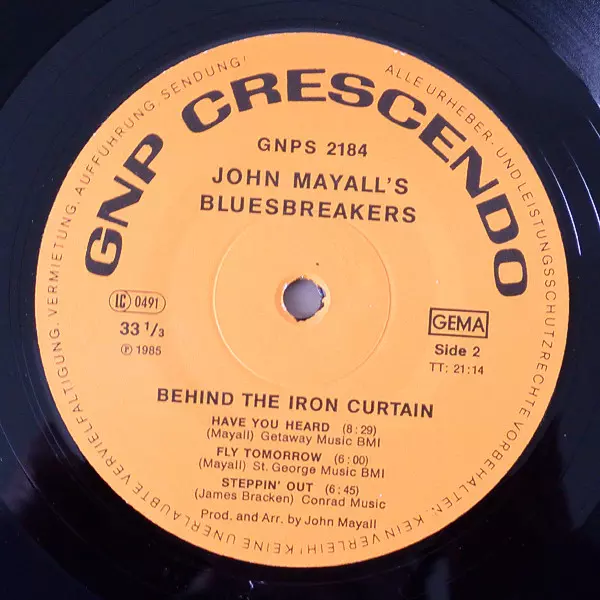 GNP CRESCENDO
ALLE URHEBER- UND LEISTUNGSSCHUTZRECHTE VORBEHALTEN. KEIN VERLEIH! KEINE UNERLAUBTE VERVIELFÄLTIGUNG. VERMIETUNG. AUFFÜHRUNG. SENDUNG!
GNPS 2184
JOHN MAYALL'S
BLUESBREAKERS
LC 0491
33 1/3
Ⓟ 1985
GEMA
Side 2
TT: 21:14
BEHIND THE IRON CURTAIN
HAVE YOU HEARD (8:29)
(Mayall) Getaway Music BMI
FLY TOMORROW (6:00)
(Mayall) St. George Music BMI
STEPPIN' OUT (6:45)
(James Bracken) Conrad Music
Prod. and Arr. by John Mayall